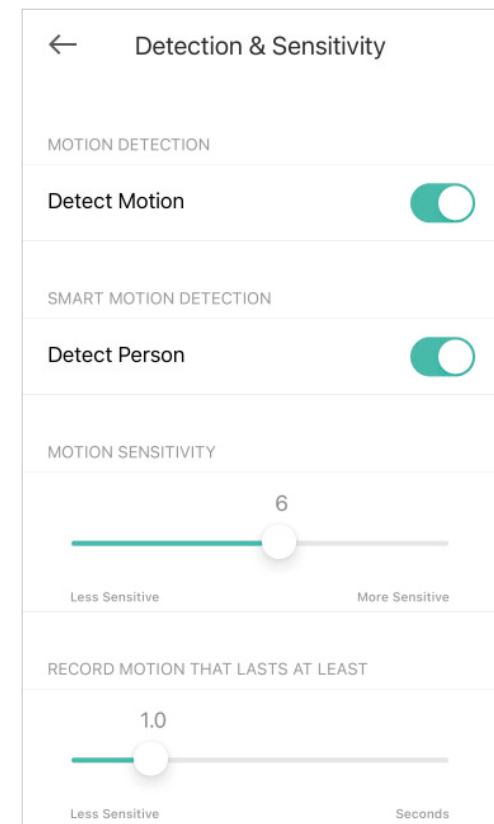 Detection & Sensitivity
MOTION DETECTION
Detect Motion
SMART MOTION DETECTION
Detect Person
MOTION SENSITIVITY
6
Less Sensitive More Sensitive
RECORD MOTION THAT LASTS AT LEAST
1.0
Less Sensitive Seconds